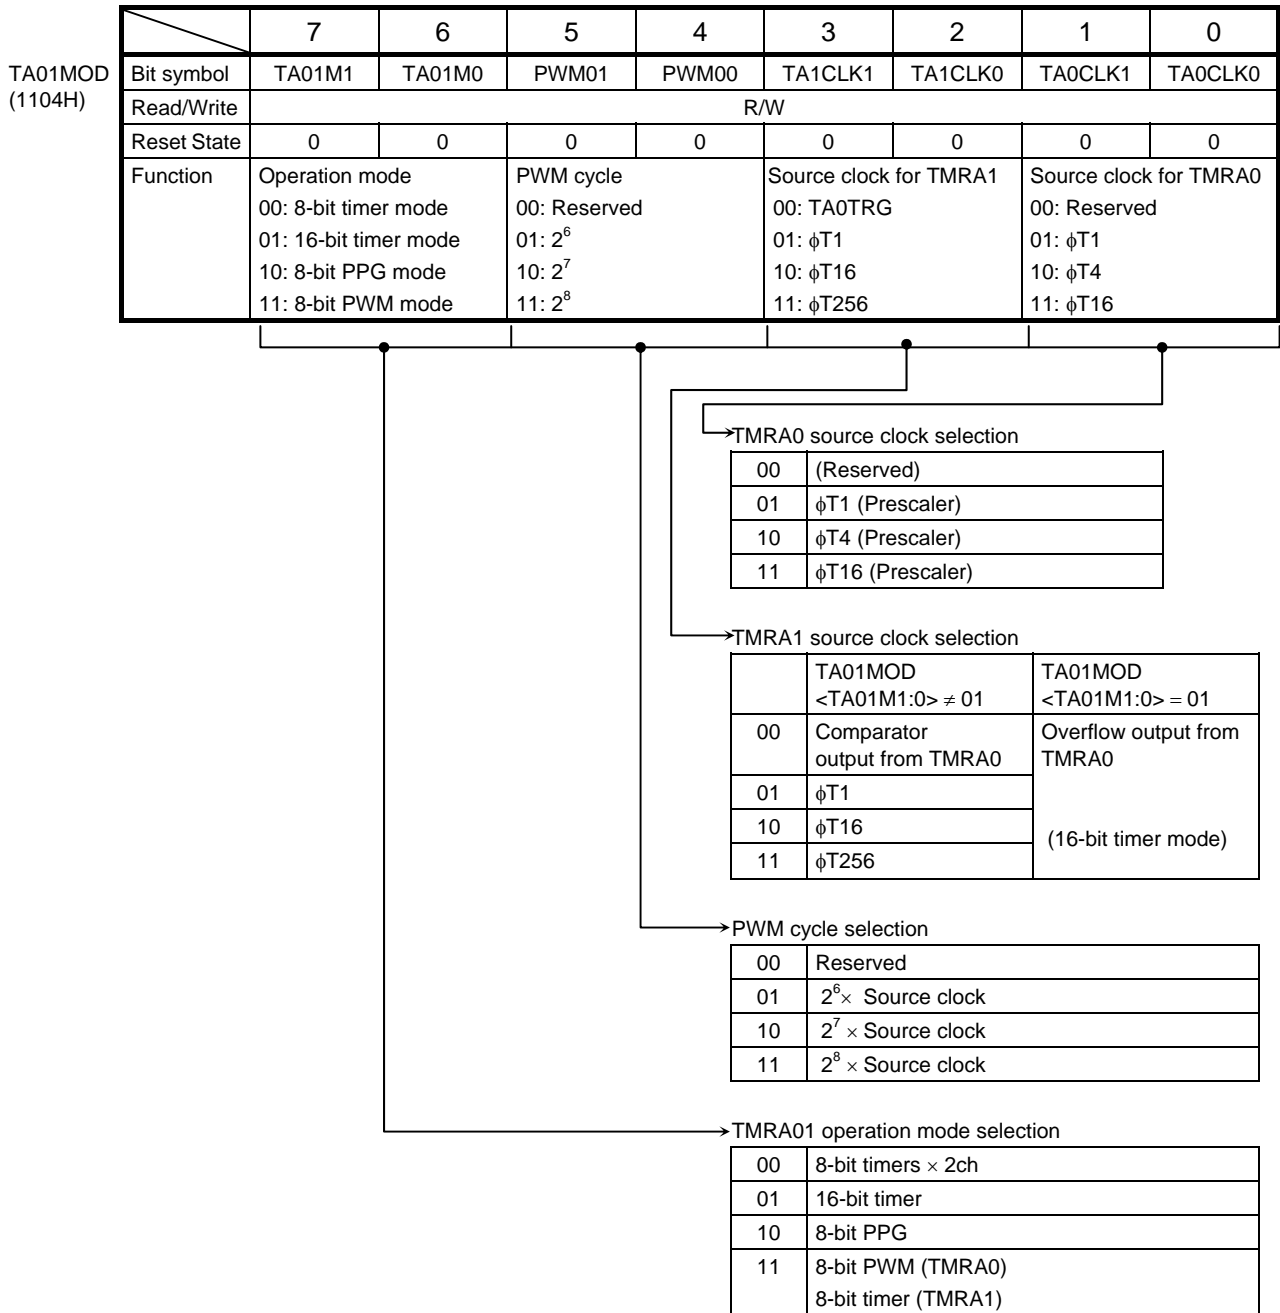 7 6 5 4 3 2 1 0
TA01MOD
(1104H)
Bit symbol TA01M1 TA01M0 PWM01 PWM00 TA1CLK1 TA1CLK0 TA0CLK1 TA0CLK0
Read/Write R/W
Reset State 0 0 0 0 0 0 0 0
Function Operation mode PWM cycle Source clock for TMRA1 Source clock for TMRA0
00: 8-bit timer mode 00: Reserved 00: TA0TRG 00: Reserved
01: 16-bit timer mode 01: 2^6 01: ϕT1 01: ϕT1
10: 8-bit PPG mode 10: 2^7 10: ϕT16 10: ϕT4
11: 8-bit PWM mode 11: 2^8 11: ϕT256 11: ϕT16
TMRA0 source clock selection
00 (Reserved)
01 ϕT1 (Prescaler)
10 ϕT4 (Prescaler)
11 ϕT16 (Prescaler)
TMRA1 source clock selection
TA01MOD TA01MOD
<TA01M1:0> ≠ 01 <TA01M1:0> = 01
00 Comparator Overflow output from
output from TMRA0 TMRA0
01 ϕT1
10 ϕT16 (16-bit timer mode)
11 ϕT256
PWM cycle selection
00 Reserved
01 2^6× Source clock
10 2^7 × Source clock
11 2^8 × Source clock
TMRA01 operation mode selection
00 8-bit timers × 2ch
01 16-bit timer
10 8-bit PPG
11 8-bit PWM (TMRA0)
8-bit timer (TMRA1)